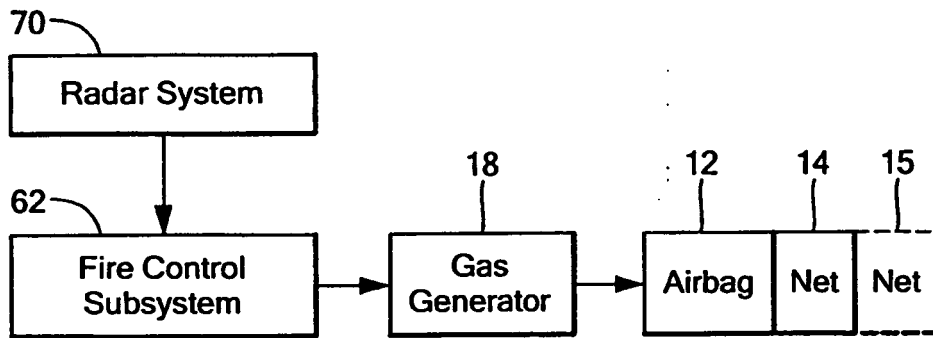 70
Radar System
62
18
12
14
15
Fire Control
Subsystem
Gas
Generator
Airbag
Net
Net